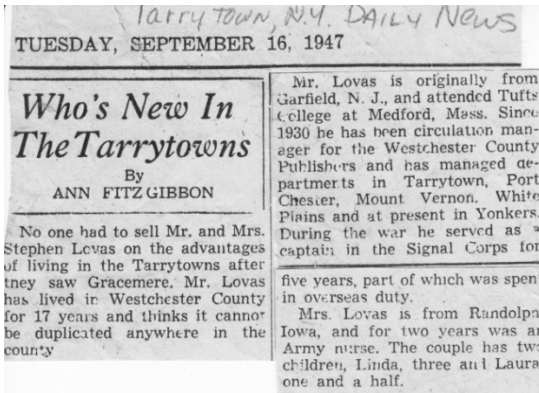 Tarrytown, N.Y. Daily News
TUESDAY, SEPTEMBER 16, 1947
Who's New In
The Tarrytowns
By
ANN FITZ GIBBON
No one had to sell Mr. and Mrs.
Stephen Lovas on the advantages
of living in the Tarrytowns after
they saw Gracemere. Mr. Lovas
has lived in Westchester County
for 17 years and thinks it cannot
be duplicated anywhere in the
county
Mr. Lovas is originally from
Garfield, N. J., and attended Tufts
College at Medford, Mass. Since
1930 he has been circulation man-
ager for the Westchester County
Publishers and has managed de-
partments in Tarrytown, Port
Chester, Mount Vernon. White
Plains and at present in Yonkers.
During the war he served as a
captain in the Signal Corps for
five years, part of which was spen
in overseas duty.
Mrs. Lovas is from Randolph
Iowa, and for two years was an
Army nurse. The couple has two
children, Linda, three and Laura
one and a half.